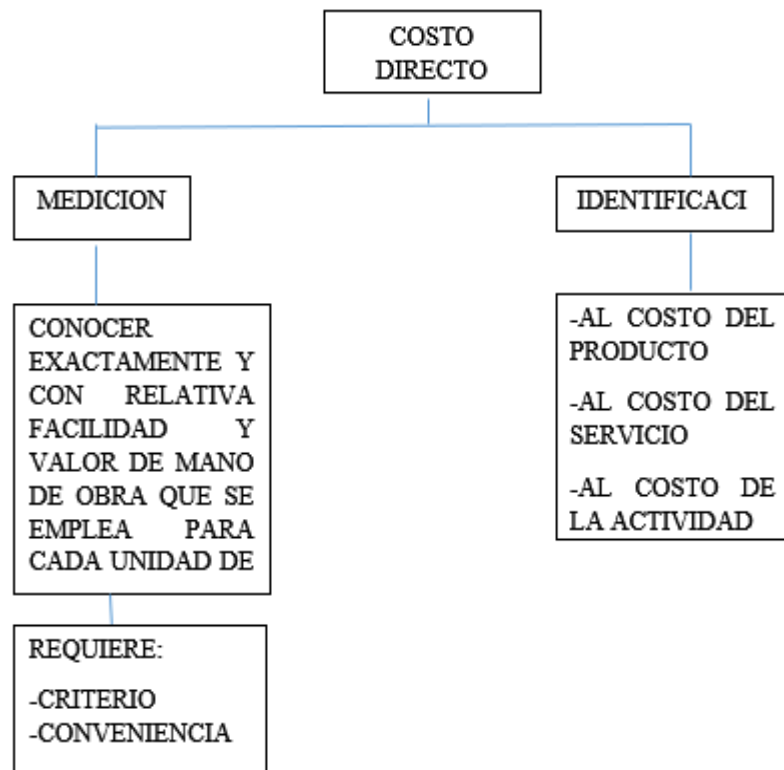 COSTO
DIRECTO
MEDICION
IDENTIFICACI
CONOCER
EXACTAMENTE Y
CON RELATIVA
FACILIDAD Y
VALOR DE MANO
DE OBRA QUE SE
EMPLEA PARA
CADA UNIDAD DE
-AL COSTO DEL
PRODUCTO
-AL COSTO DEL
SERVICIO
-AL COSTO DE
LA ACTIVIDAD
REQUIERE:
-CRITERIO
-CONVENIENCIA